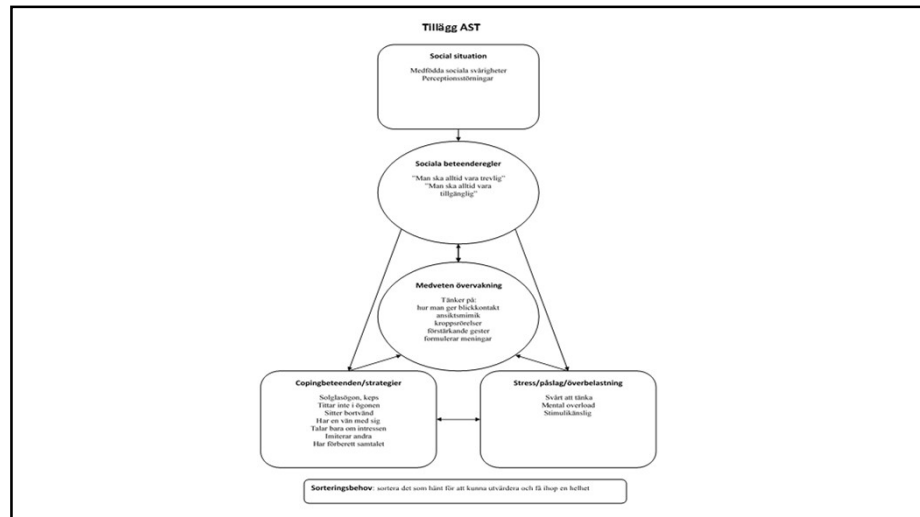 Tillägg AST
Social situation
Medfödda sociala svårigheter
Perceptionsstörningar
Sociala beteenderegler
"Man ska alltid vara trevlig"
"Man ska alltid vara
tillgänglig"
Medveten övervakning
Tänker på:
hur man ger blickkontakt
ansiktsmimik
kroppsrörelser
förstärkande gester
formulerar meningar
Copingbeteenden/strategier
Solglasögon, keps
Tittar inte i ögonen
Sitter bortvänd
Har en vän med sig
Talar bara om intressen
Imiterar andra
Har förberett samtalet
Stress/påslag/överbelastning
Svårt att tänka
Mental overload
Stimulikänslig
Sorteringsbehov: sortera det som hänt för att kunna utvärdera och få ihop en helhet